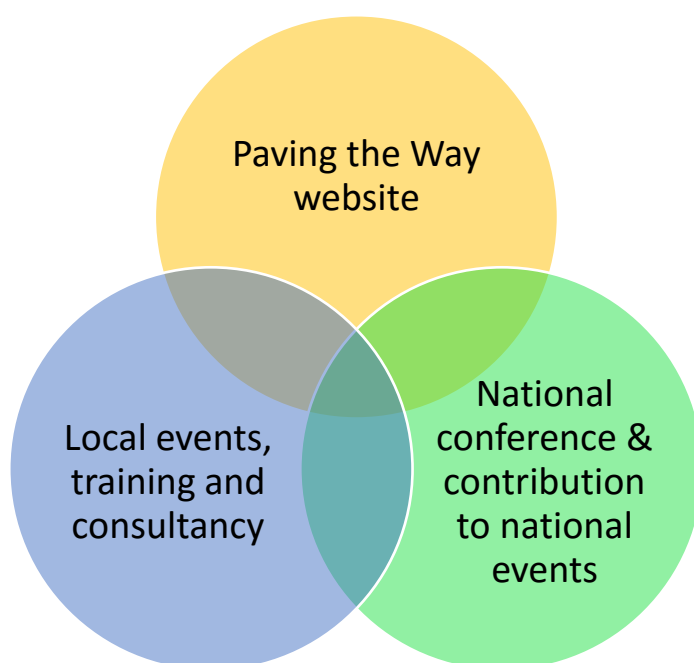 Paving the Way
website
Local events,
training and
consultancy
National
conference &
contribution
to national
events